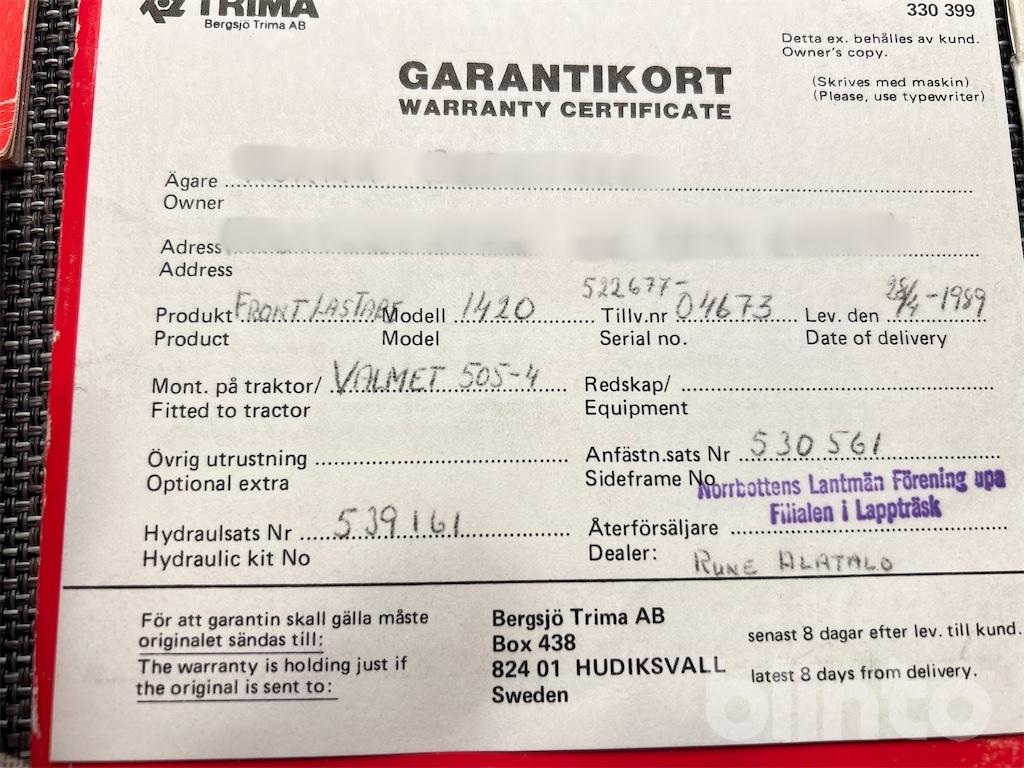 TRIMA
Bergsjö Trima AB
330 399
Detta ex. behålles av kund.
Owner's copy.
(Skrives med maskin)
(Please, use typewriter)
GARANTIKORT
WARRANTY CERTIFICATE
Ägare
Owner
Adress
Address
522677-
Produkt FRONTLASTARE Modell 1420 Tillv.nr 04673 Lev. den 28/4-1989
Product Model Serial no. Date of delivery
Mont. på traktor/ VALMET 505-4 Redskap/
Fitted to tractor Equipment
Övrig utrustning Anfästn.sats Nr 530561
Optional extra Sideframe No
Norrbottens Lantmän Förening upa
Filialen i Lappträsk
Hydraulsats Nr 539161 Återförsäljare
Hydraulic kit No Dealer: RUNE ALATALO
För att garantin skall gälla måste
originalet sändas till:
The warranty is holding just if
the original is sent to:
Bergsjö Trima AB
Box 438
824 01 HUDIKSVALL
Sweden
senast 8 dagar efter lev. till kund.
latest 8 days from delivery.
blinto